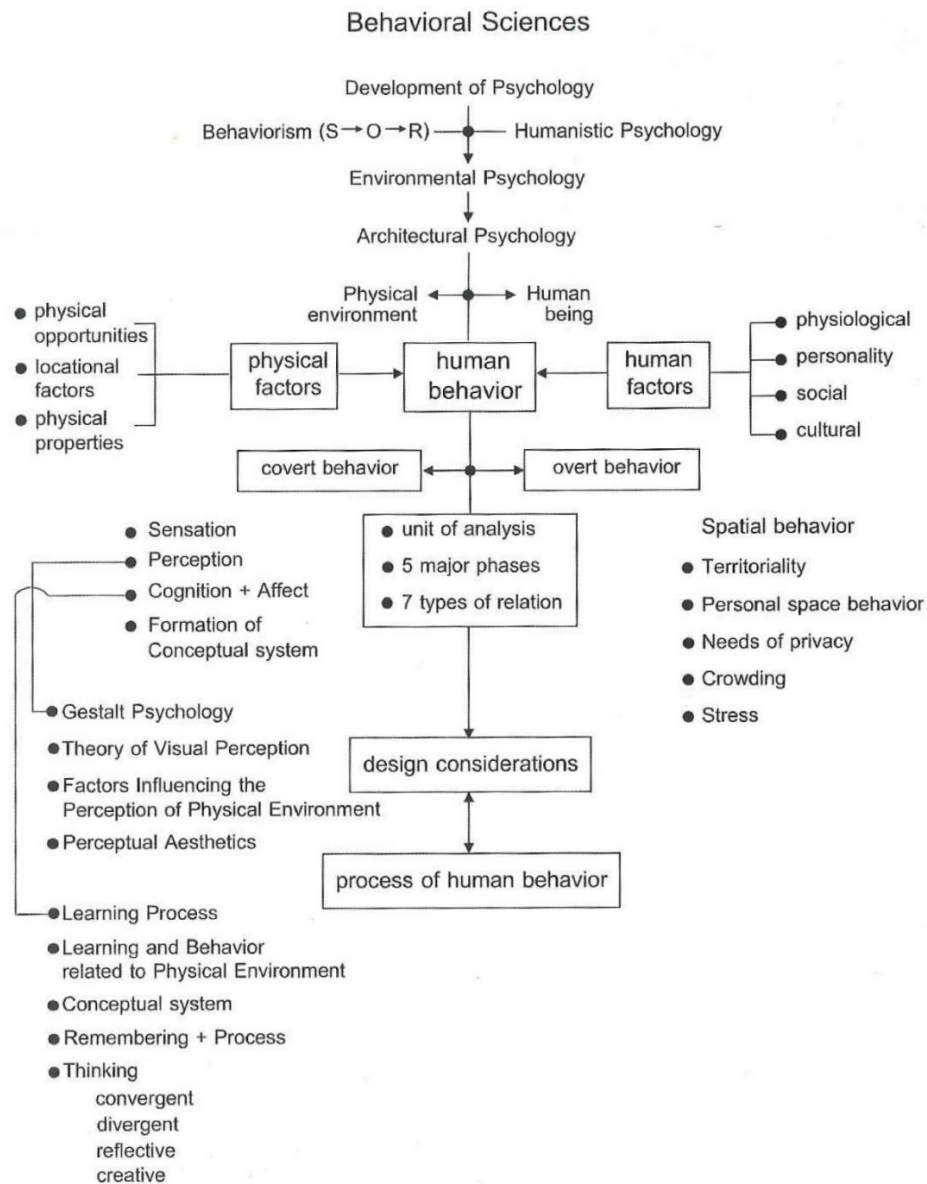 Behavioral Sciences
Development of Psychology
Behaviorism (S→O→R)
Humanistic Psychology
Environmental Psychology
Architectural Psychology
Physical
environment
Human
being
● physical
opportunities
● locational
factors
● physical
properties
physical
factors
human
behavior
human
factors
● physiological
● personality
● social
● cultural
covert behavior
overt behavior
● Sensation
● Perception
● Cognition + Affect
● Formation of
Conceptual system
● unit of analysis
● 5 major phases
● 7 types of relation
Spatial behavior
● Territoriality
● Personal space behavior
● Needs of privacy
● Crowding
● Stress
● Gestalt Psychology
● Theory of Visual Perception
● Factors Influencing the
Perception of Physical Environment
● Perceptual Aesthetics
design considerations
process of human behavior
● Learning Process
● Learning and Behavior
related to Physical Environment
● Conceptual system
● Remembering + Process
● Thinking
convergent
divergent
reflective
creative